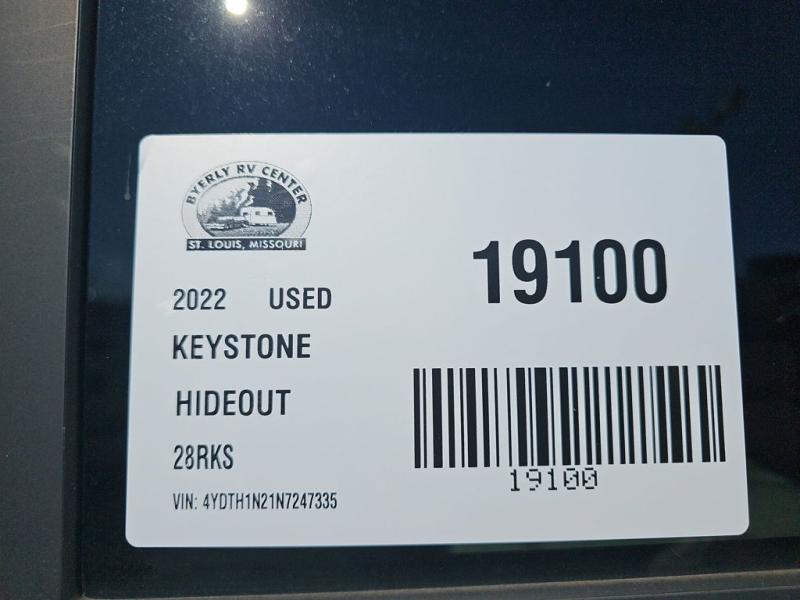 BYERLY RV CENTER
ST. LOUIS, MISSOURI
19100
2022 USED
KEYSTONE
HIDEOUT
28RKS
VIN: 4YDTH1N21N7247335
19100